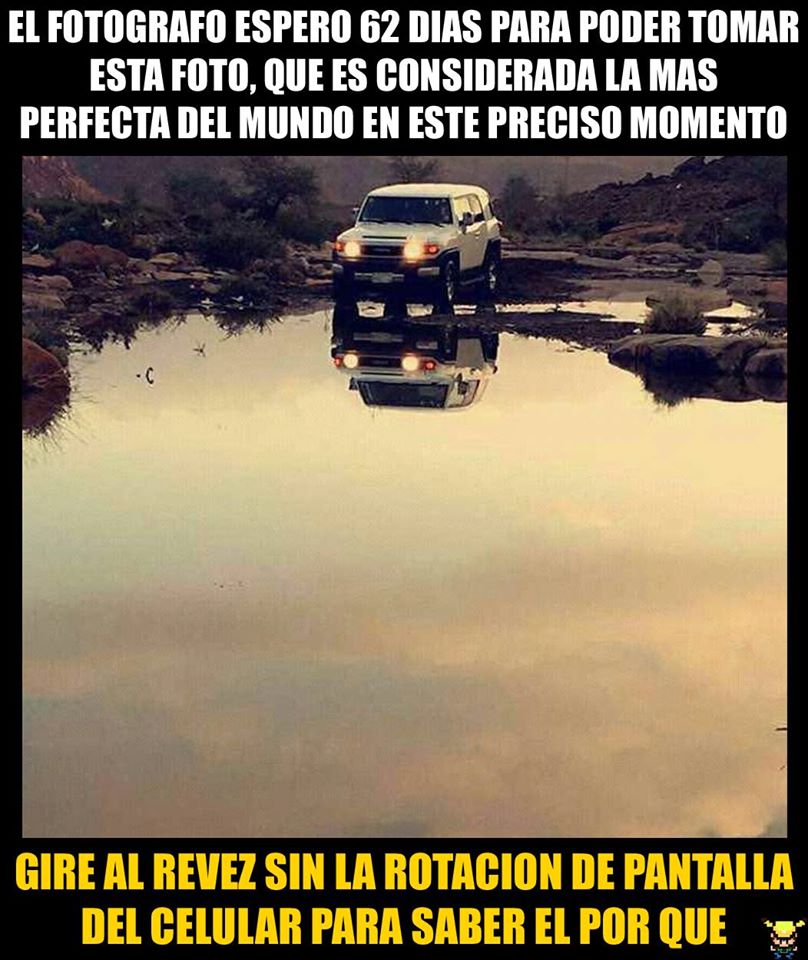 EL FOTOGRAFO ESPERO 62 DIAS PARA PODER TOMAR
ESTA FOTO, QUE ES CONSIDERADA LA MAS
PERFECTA DEL MUNDO EN ESTE PRECISO MOMENTO
GIRE AL REVEZ SIN LA ROTACION DE PANTALLA
DEL CELULAR PARA SABER EL POR QUE